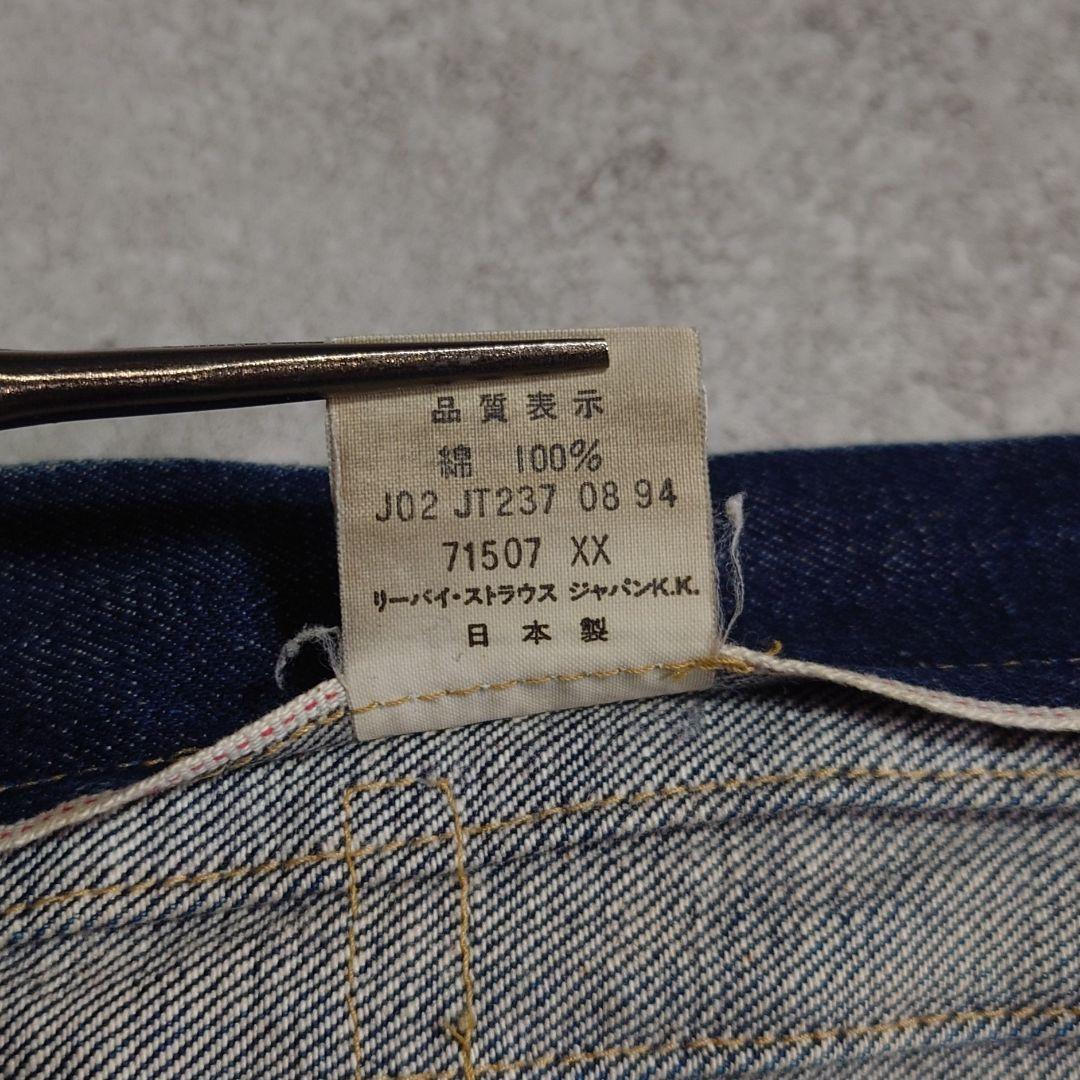 品質表示
綿 100%
J02 JT237 08 94
71507 XX
リーバイ・ストラウス ジャパンK.K.
日本製